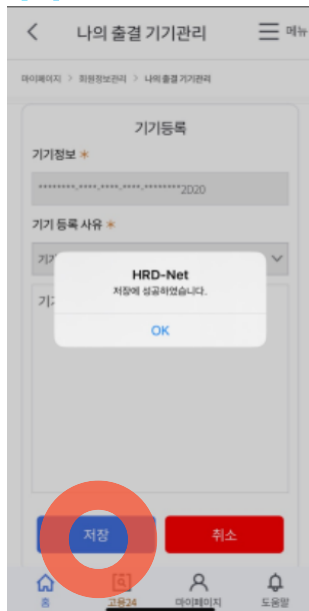 나의 출결 기기관리
메뉴
마이페이지 > 회원정보관리 > 나의 출결 기기관리
기기등록
기기정보 *
********-****-****-****-********2D20
기기 등록 사유 *
HRD-Net
저장에 성공하였습니다.
OK
저장
취소
홈
고용24
마이페이지
도움말